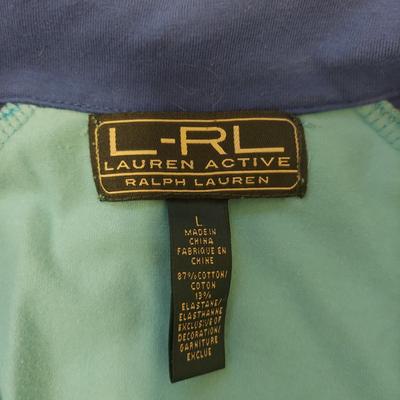 L-RL
LAUREN ACTIVE
RALPH LAUREN
L
MADE IN
CHINA
FABRIQUE EN
CHINE
87% COTTON/
COTON
13%
ELASTANE/
ELASTHANNE
EXCLUSIVE OF
DECORATION/
GARNITURE
EXCLUE